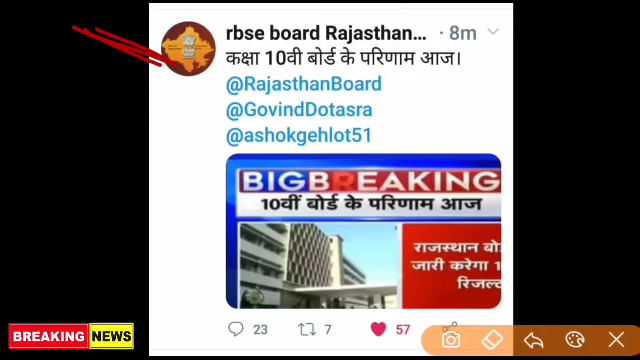 rbse board Rajasthan... · 8m
कक्षा 10वी बोर्ड के परिणाम आज।
@RajasthanBoard
@GovindDotasra
@ashokgehlot51
BIGBREAKING
10वीं बोर्ड के परिणाम आज
राजस्थान बो
जारी करेगा 1
रिजल्ट
23 7 57
BREAKING NEWS